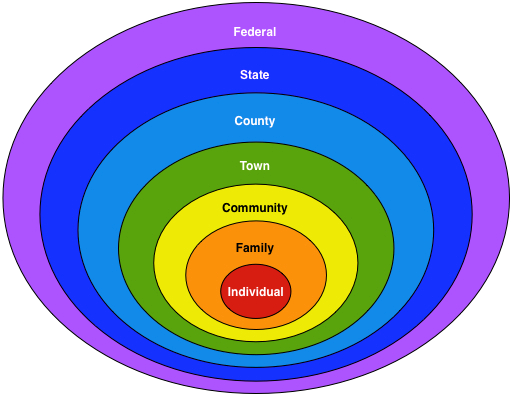 Federal
State
County
Town
Community
Family
Individual